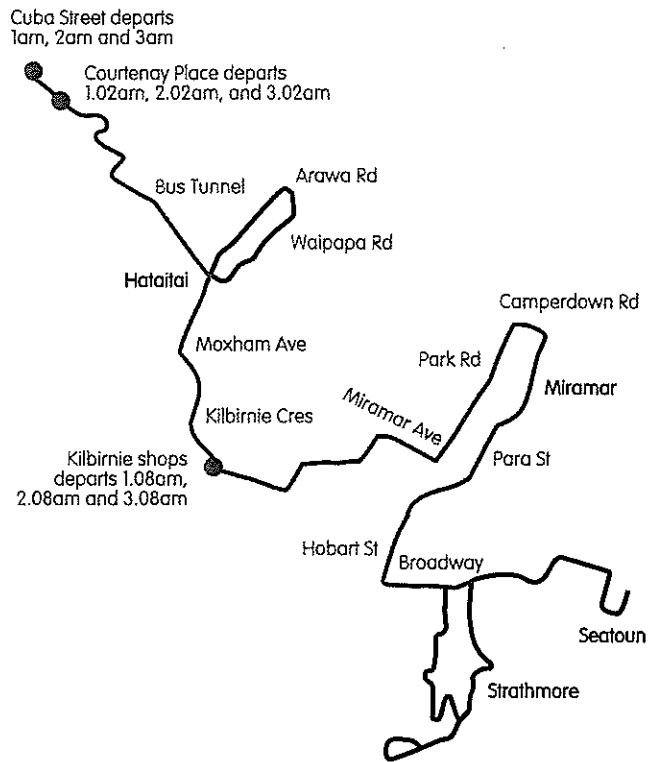 Cuba Street departs
1am, 2am and 3am
Courtenay Place departs
1.02am, 2.02am, and 3.02am
Bus Tunnel
Arawa Rd
Waipapa Rd
Hataitai
Camperdown Rd
Moxham Ave
Park Rd
Miramar
Miramar Ave
Kilbirnie Cres
Kilbirnie shops
departs 1.08am,
2.08am and 3.08am
Para St
Hobart St
Broadway
Seatoun
Strathmore